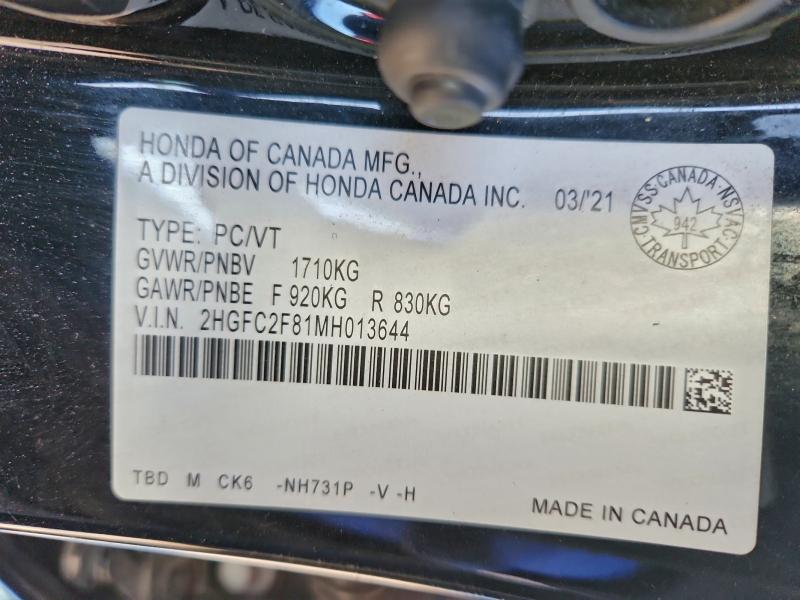 HONDA OF CANADA MFG.,
A DIVISION OF HONDA CANADA INC. 03/'21
CMVSS·CANADA·NSVAC
942
TRANSPORT
TYPE: PC/VT
GVWR/PNBV 1710KG
GAWR/PNBE F 920KG R 830KG
V.I.N. 2HGFC2F81MH013644
TBD M CK6 -NH731P -V -H
MADE IN CANADA